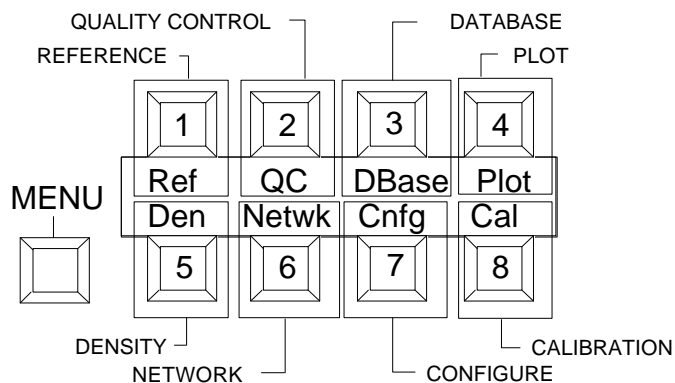 QUALITY CONTROL DATABASE
REFERENCE PLOT
1 2 3 4
Ref QC DBase Plot
MENU
Den Netwk Cnfg Cal
5 6 7 8
DENSITY CALIBRATION
NETWORK CONFIGURE